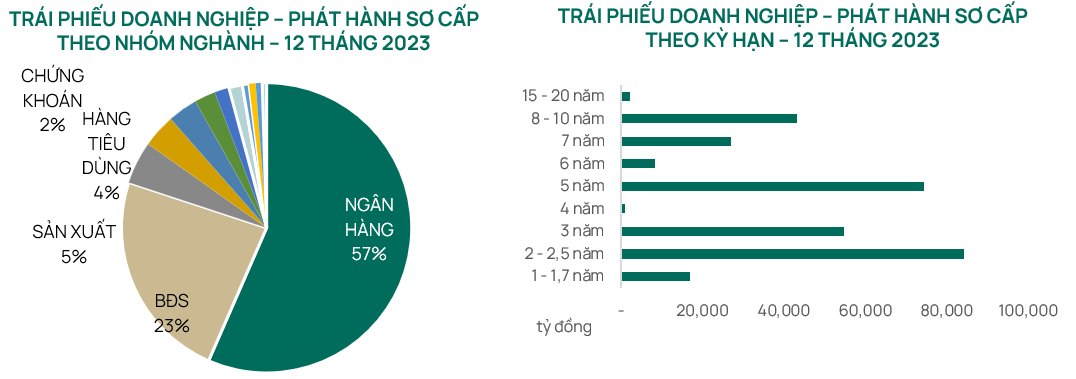 TRÁI PHIẾU DOANH NGHIỆP – PHÁT HÀNH SƠ CẤP
THEO NHÓM NGHÀNH – 12 THÁNG 2023
CHỨNG
KHOÁN
2%
HÀNG
TIÊU
DÙNG
4%
SẢN XUẤT
5%
BĐS
23%
NGÂN
HÀNG
57%
TRÁI PHIẾU DOANH NGHIỆP – PHÁT HÀNH SƠ CẤP
THEO KỲ HẠN – 12 THÁNG 2023
15 - 20 năm
8 - 10 năm
7 năm
6 năm
5 năm
4 năm
3 năm
2 - 2,5 năm
1 - 1,7 năm
- 20,000 40,000 60,000 80,000 100,000
tỷ đồng